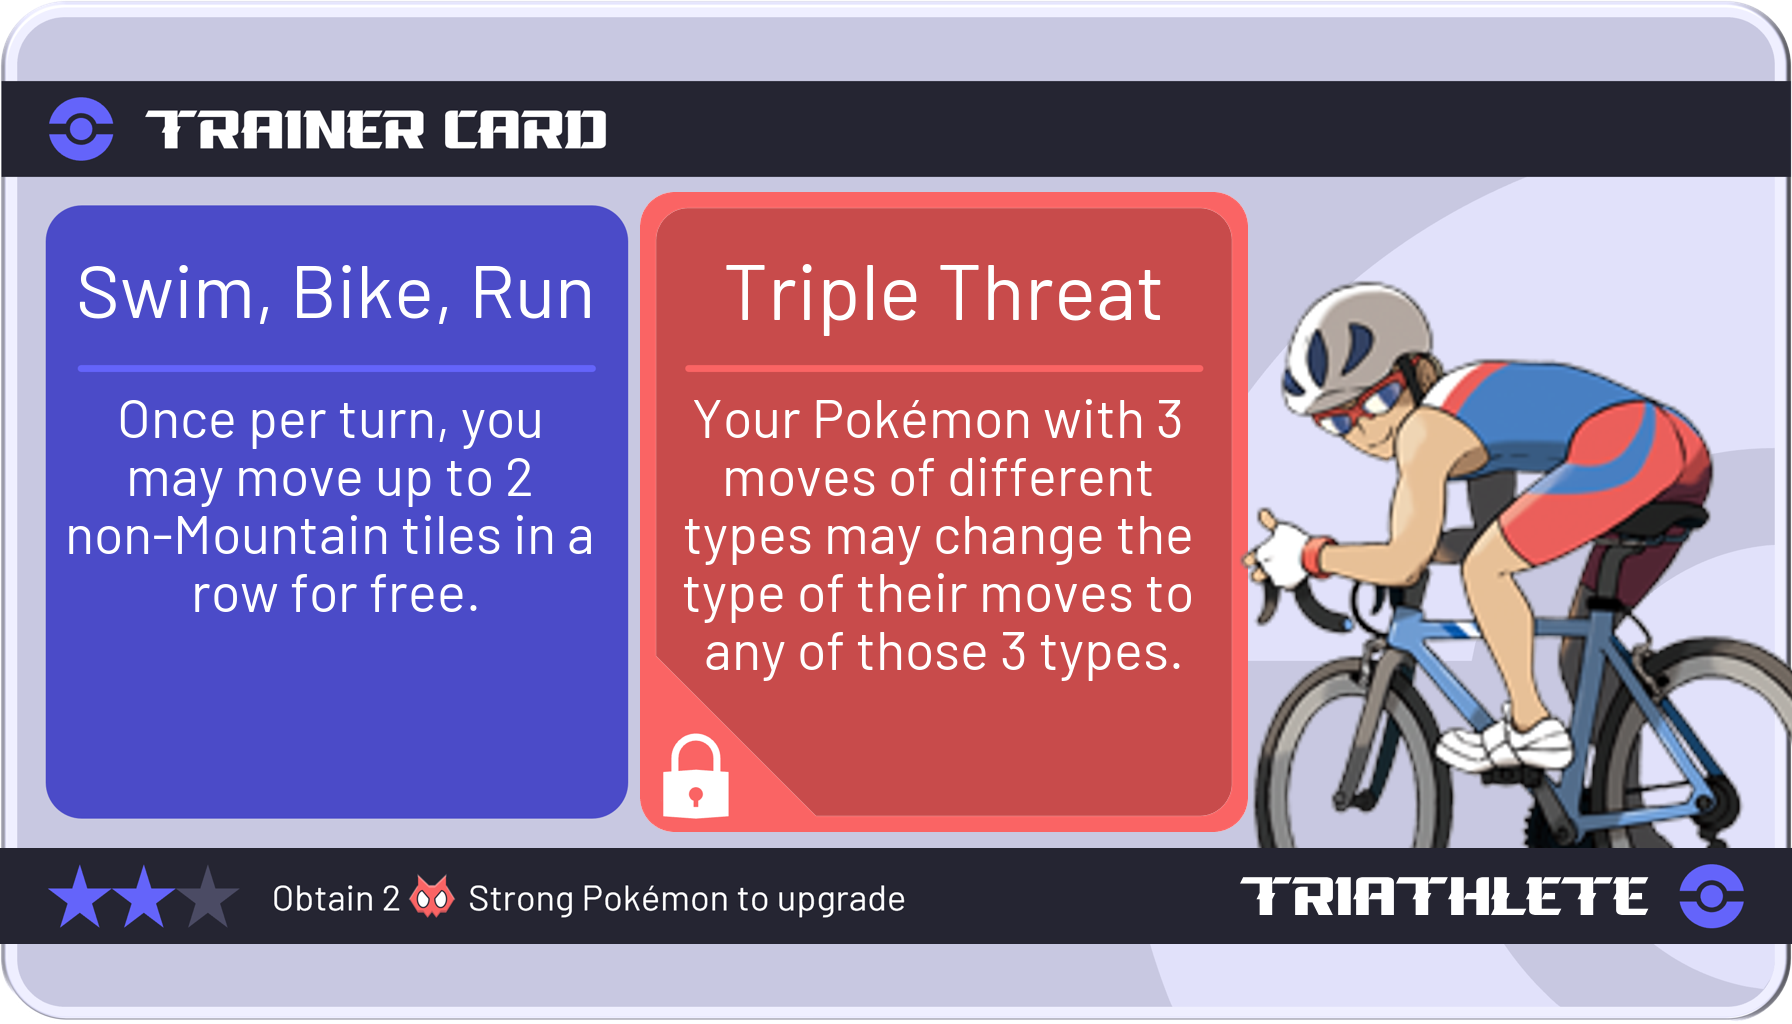 TRAINER CARD
Swim, Bike, Run
Once per turn, you
may move up to 2
non-Mountain tiles in a
row for free.
Triple Threat
Your Pokémon with 3
moves of different
types may change the
type of their moves to
any of those 3 types.
Obtain 2 Strong Pokémon to upgrade
TRIATHLETE